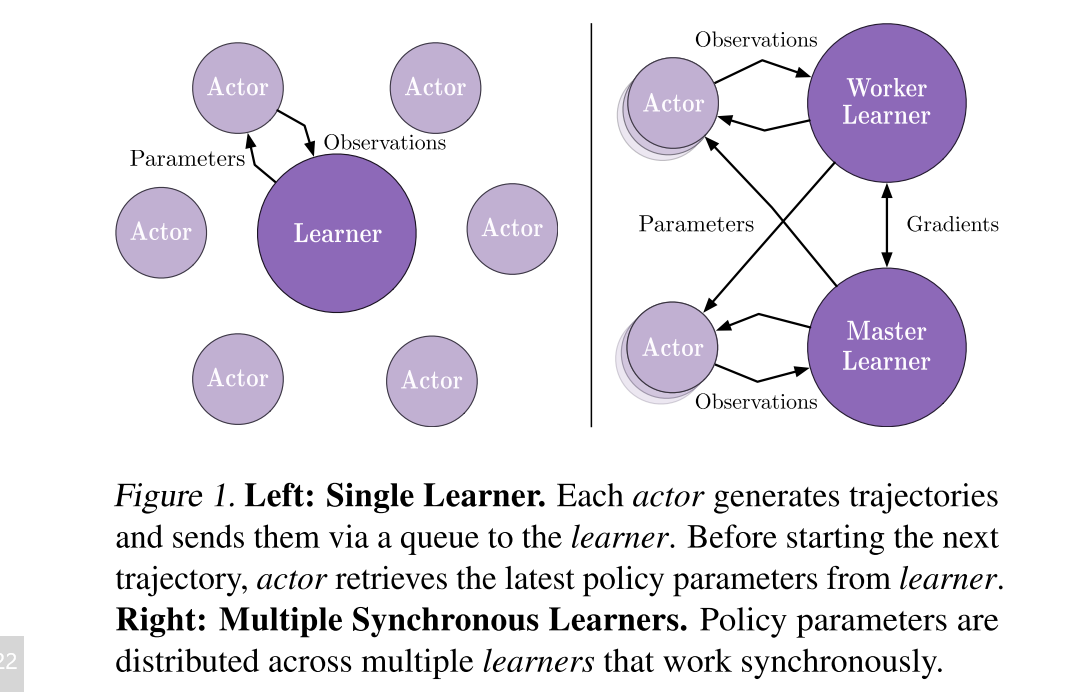 Actor
Actor
Parameters
Observations
Actor
Learner
Actor
Actor
Actor
Observations
Actor
Worker
Learner
Parameters
Gradients
Actor
Master
Learner
Observations
Figure 1. Left: Single Learner. Each actor generates trajectories
and sends them via a queue to the learner. Before starting the next
trajectory, actor retrieves the latest policy parameters from learner.
Right: Multiple Synchronous Learners. Policy parameters are
distributed across multiple learners that work synchronously.
22